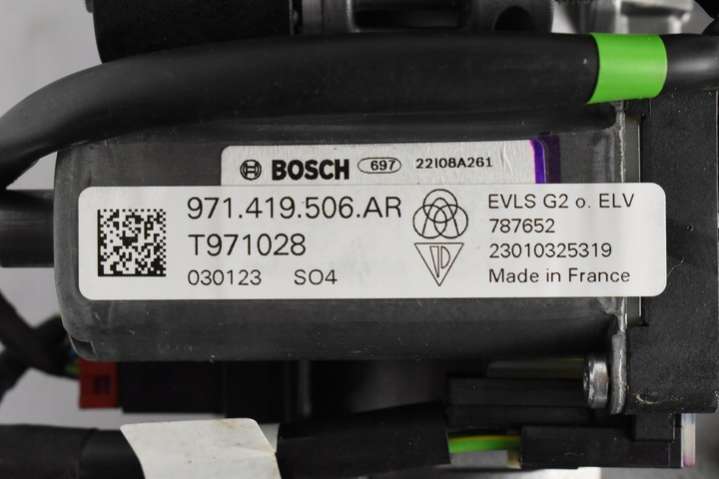 BOSCH 697 22I08A261
971.419.506.AR
T971028
030123 SO4
EVLS G2 o. ELV
787652
23010325319
Made in France